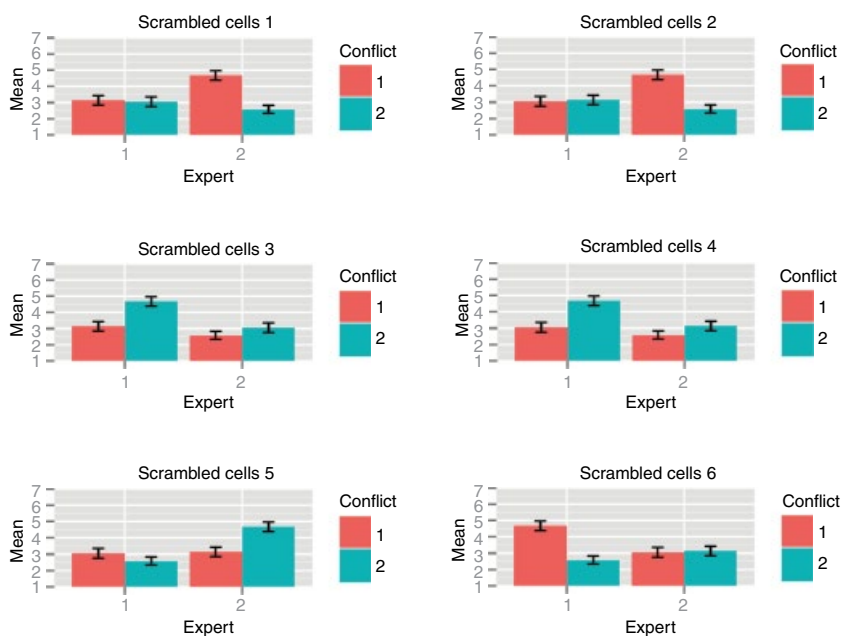 Scrambled cells 1
7
6
5
4
3
2
1
Mean
1
2
Expert
Conflict
1
2
Scrambled cells 2
7
6
5
4
3
2
1
Mean
1
2
Expert
Conflict
1
2
Scrambled cells 3
7
6
5
4
3
2
1
Mean
1
2
Expert
Conflict
1
2
Scrambled cells 4
7
6
5
4
3
2
1
Mean
1
2
Expert
Conflict
1
2
Scrambled cells 5
7
6
5
4
3
2
1
Mean
1
2
Expert
Conflict
1
2
Scrambled cells 6
7
6
5
4
3
2
1
Mean
1
2
Expert
Conflict
1
2